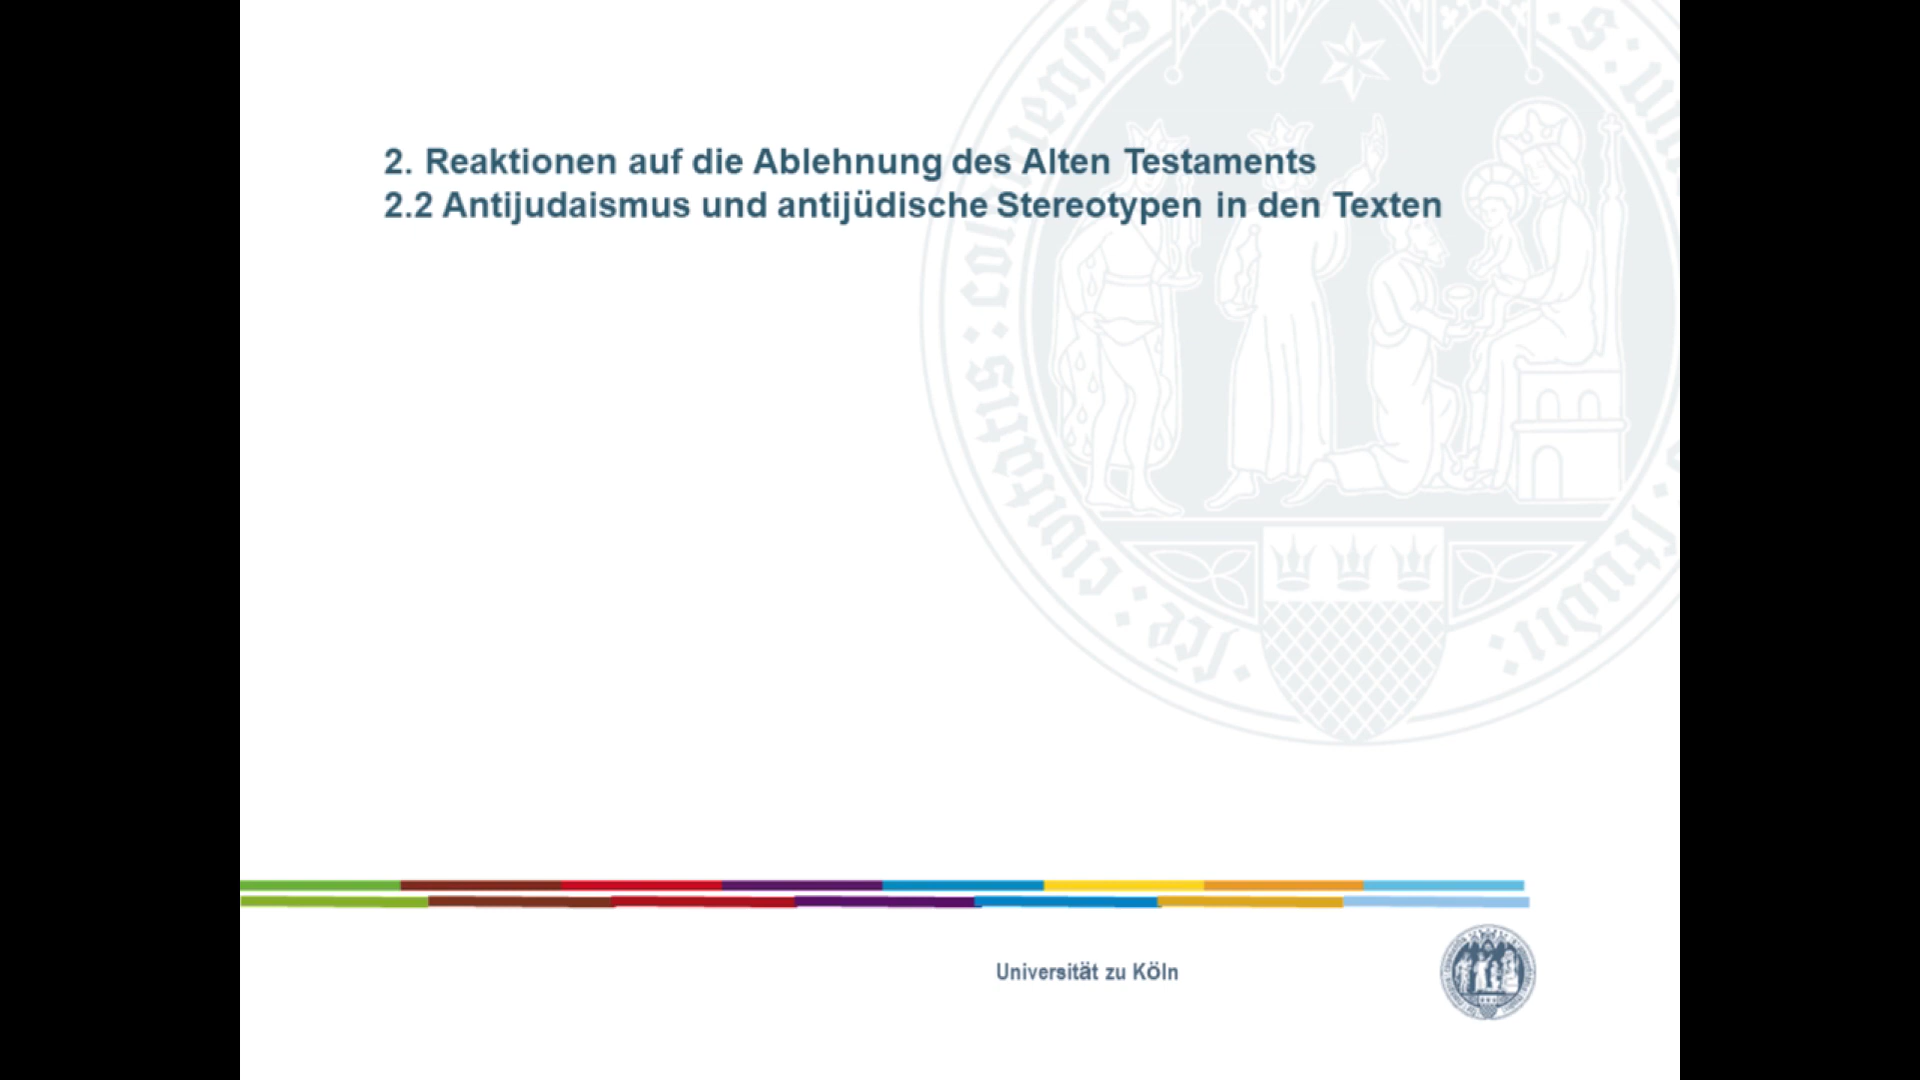 2. Reaktionen auf die Ablehnung des Alten Testaments
2.2 Antijudaismus und antijüdische Stereotypen in den Texten
Universität zu Köln